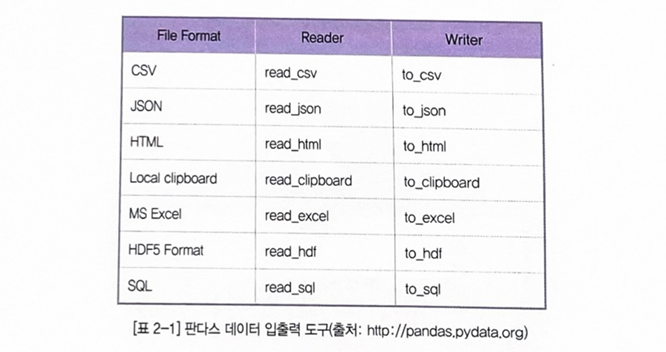 File Format Reader Writer
CSV read_csv to_csv
JSON read_json to_json
HTML read_html to_html
Local clipboard read_clipboard to_clipboard
MS Excel read_excel to_excel
HDF5 Format read_hdf to_hdf
SQL read_sql to_sql
[표 2-1] 판다스 데이터 입출력 도구(출처: http://pandas.pydata.org)